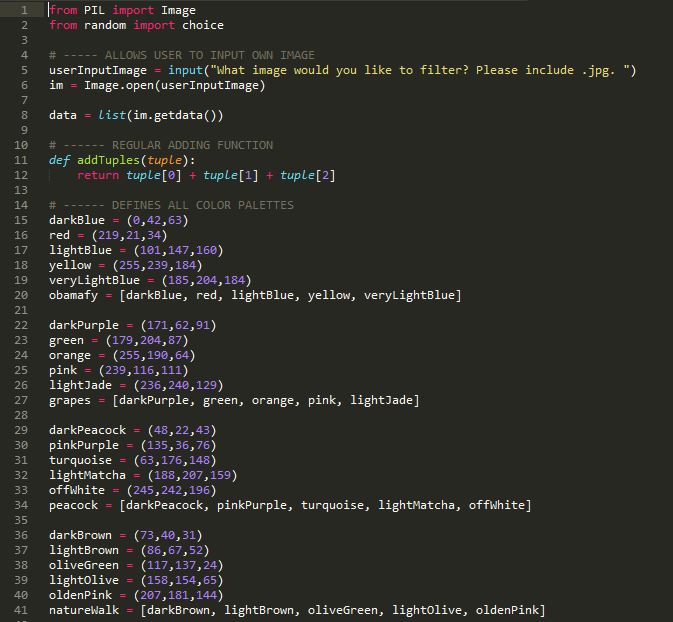 1 from PIL import Image
2 from random import choice
3
4 # ----- ALLOWS USER TO INPUT OWN IMAGE
5 userInputImage = input("What image would you like to filter? Please include .jpg. ")
6 im = Image.open(userInputImage)
7
8 data = list(im.getdata())
9
10 # ------ REGULAR ADDING FUNCTION
11 def addTuples(tuple):
12     return tuple[0] + tuple[1] + tuple[2]
13
14 # ------ DEFINES ALL COLOR PALETTES
15 darkBlue = (0,42,63)
16 red = (219,21,34)
17 lightBlue = (101,147,160)
18 yellow = (255,239,184)
19 veryLightBlue = (185,204,184)
20 obamafy = [darkBlue, red, lightBlue, yellow, veryLightBlue]
21
22 darkPurple = (171,62,91)
23 green = (179,204,87)
24 orange = (255,190,64)
25 pink = (239,116,111)
26 lightJade = (236,240,129)
27 grapes = [darkPurple, green, orange, pink, lightJade]
28
29 darkPeacock = (48,22,43)
30 pinkPurple = (135,36,76)
31 turquoise = (63,176,148)
32 lightMatcha = (188,207,159)
33 offWhite = (245,242,196)
34 peacock = [darkPeacock, pinkPurple, turquoise, lightMatcha, offWhite]
35
36 darkBrown = (73,40,31)
37 lightBrown = (86,67,52)
38 oliveGreen = (117,137,24)
39 lightOlive = (158,154,65)
40 oldenPink = (207,181,144)
41 natureWalk = [darkBrown, lightBrown, oliveGreen, lightOlive, oldenPink]